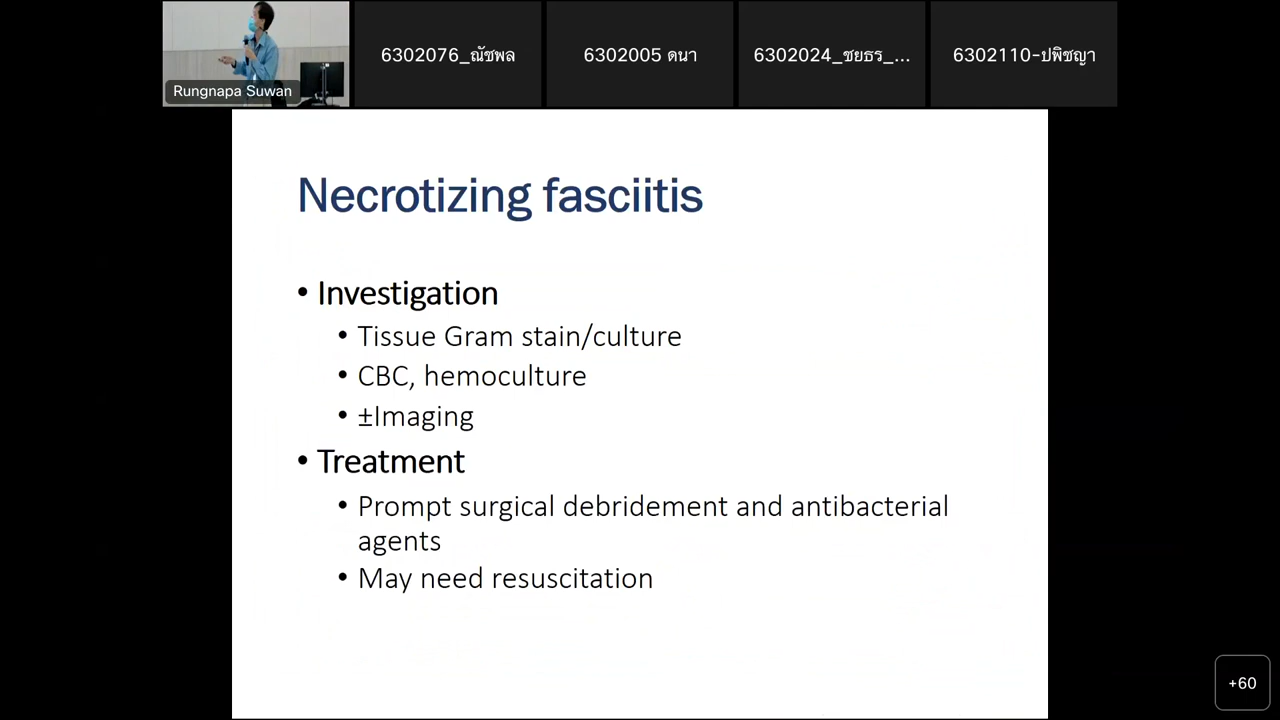 Rungnapa Suwan
6302076_ณัชพล
6302005 ดนา
6302024_ชยธร_...
6302110-ปพิชญา
Necrotizing fasciitis
• Investigation
• Tissue Gram stain/culture
• CBC, hemoculture
• ±Imaging
• Treatment
• Prompt surgical debridement and antibacterial
agents
• May need resuscitation
+60